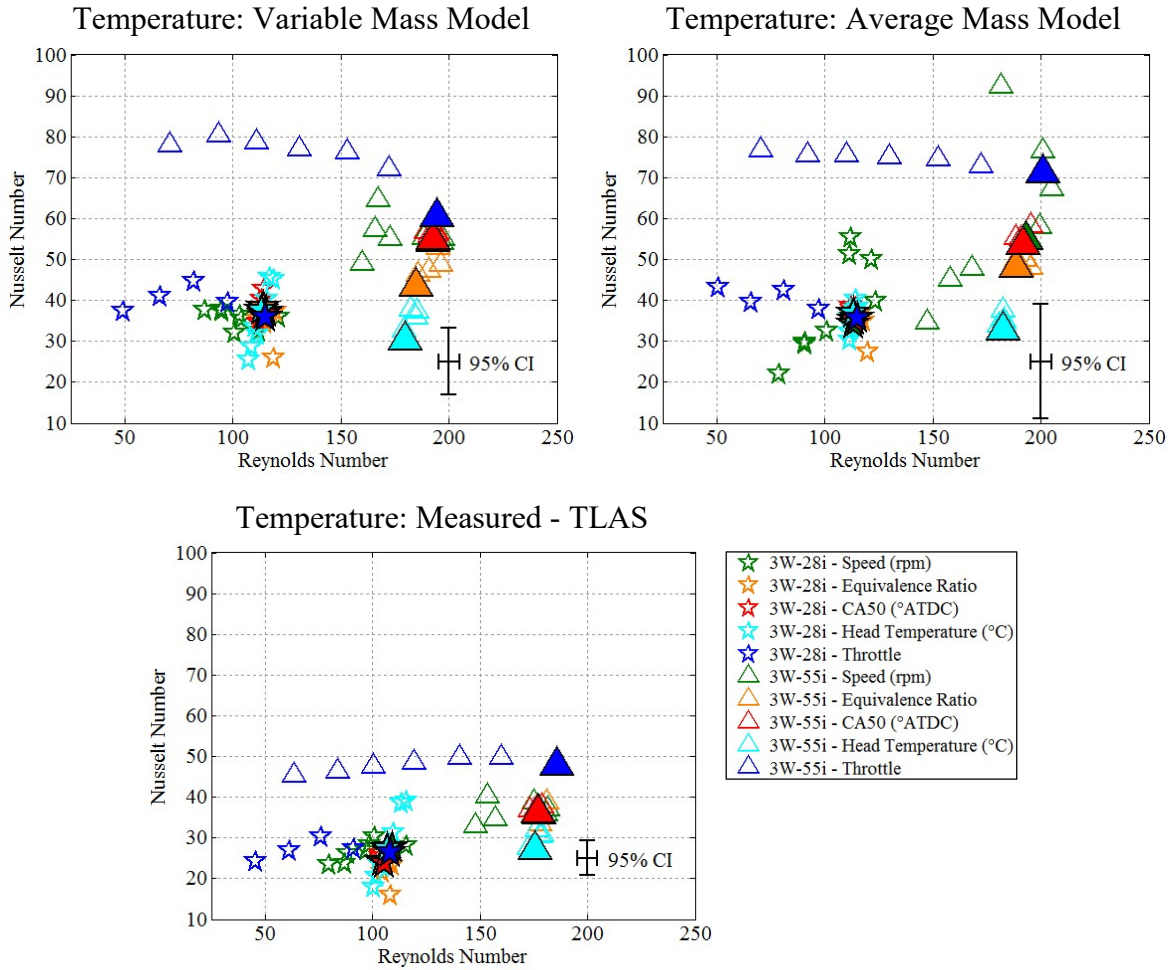 Temperature: Variable Mass Model
100
90
80
70
60
50
40
30
20
10
Nusselt Number
50
100
150
200
250
Reynolds Number
95% CI
Temperature: Average Mass Model
100
90
80
70
60
50
40
30
20
10
Nusselt Number
50
100
150
200
250
Reynolds Number
95% CI
Temperature: Measured - TLAS
100
90
80
70
60
50
40
30
20
10
Nusselt Number
50
100
150
200
250
Reynolds Number
95% CI
3W-28i - Speed (rpm)
3W-28i - Equivalence Ratio
3W-28i - CA50 (°ATDC)
3W-28i - Head Temperature (°C)
3W-28i - Throttle
3W-55i - Speed (rpm)
3W-55i - Equivalence Ratio
3W-55i - CA50 (°ATDC)
3W-55i - Head Temperature (°C)
3W-55i - Throttle